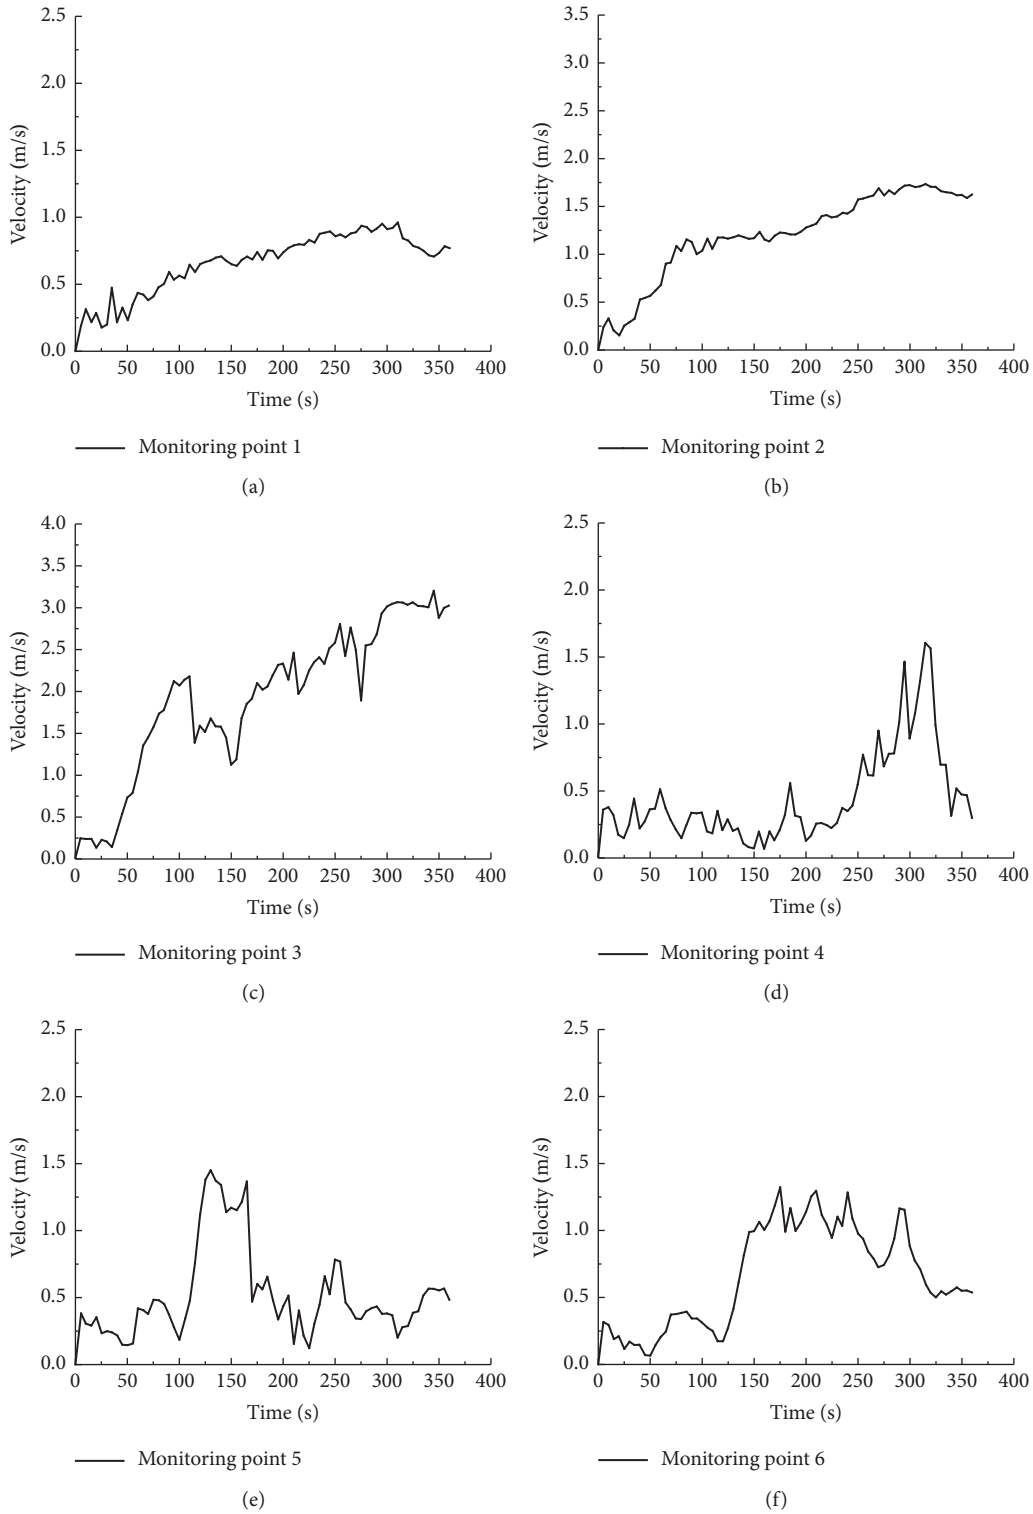 2.5
2.0
1.5
1.0
0.5
0.0
Velocity (m/s)
0 50 100 150 200 250 300 350 400
Time (s)
Monitoring point 1
(a)
3.5
3.0
2.5
2.0
1.5
1.0
0.5
0.0
Velocity (m/s)
0 50 100 150 200 250 300 350 400
Time (s)
Monitoring point 2
(b)
4.0
3.5
3.0
2.5
2.0
1.5
1.0
0.5
0.0
Velocity (m/s)
0 50 100 150 200 250 300 350 400
Time (s)
Monitoring point 3
(c)
2.5
2.0
1.5
1.0
0.5
0.0
Velocity (m/s)
0 50 100 150 200 250 300 350 400
Time (s)
Monitoring point 4
(d)
2.5
2.0
1.5
1.0
0.5
0.0
Velocity (m/s)
0 50 100 150 200 250 300 350 400
Time (s)
Monitoring point 5
(e)
2.5
2.0
1.5
1.0
0.5
0.0
Velocity (m/s)
0 50 100 150 200 250 300 350 400
Time (s)
Monitoring point 6
(f)